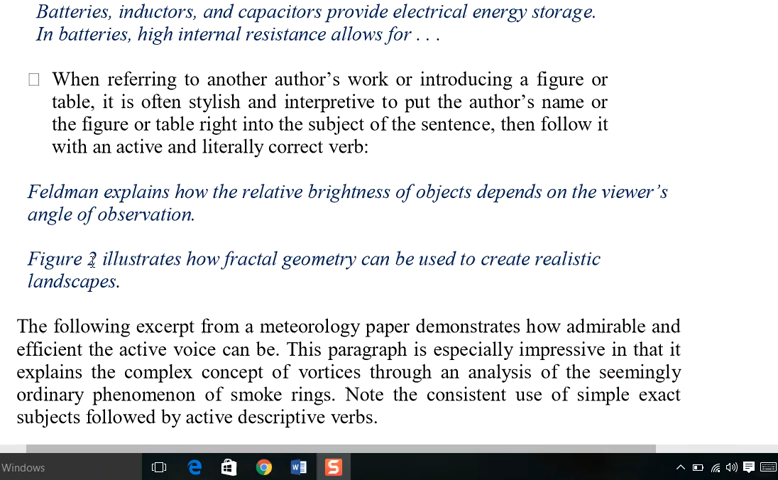 Batteries, inductors, and capacitors provide electrical energy storage.
In batteries, high internal resistance allows for . . .
When referring to another author's work or introducing a figure or
table, it is often stylish and interpretive to put the author's name or
the figure or table right into the subject of the sentence, then follow it
with an active and literally correct verb:
Feldman explains how the relative brightness of objects depends on the viewer's
angle of observation.
Figure 2 illustrates how fractal geometry can be used to create realistic
landscapes.
The following excerpt from a meteorology paper demonstrates how admirable and
efficient the active voice can be. This paragraph is especially impressive in that it
explains the complex concept of vortices through an analysis of the seemingly
ordinary phenomenon of smoke rings. Note the consistent use of simple exact
subjects followed by active descriptive verbs.
Windows